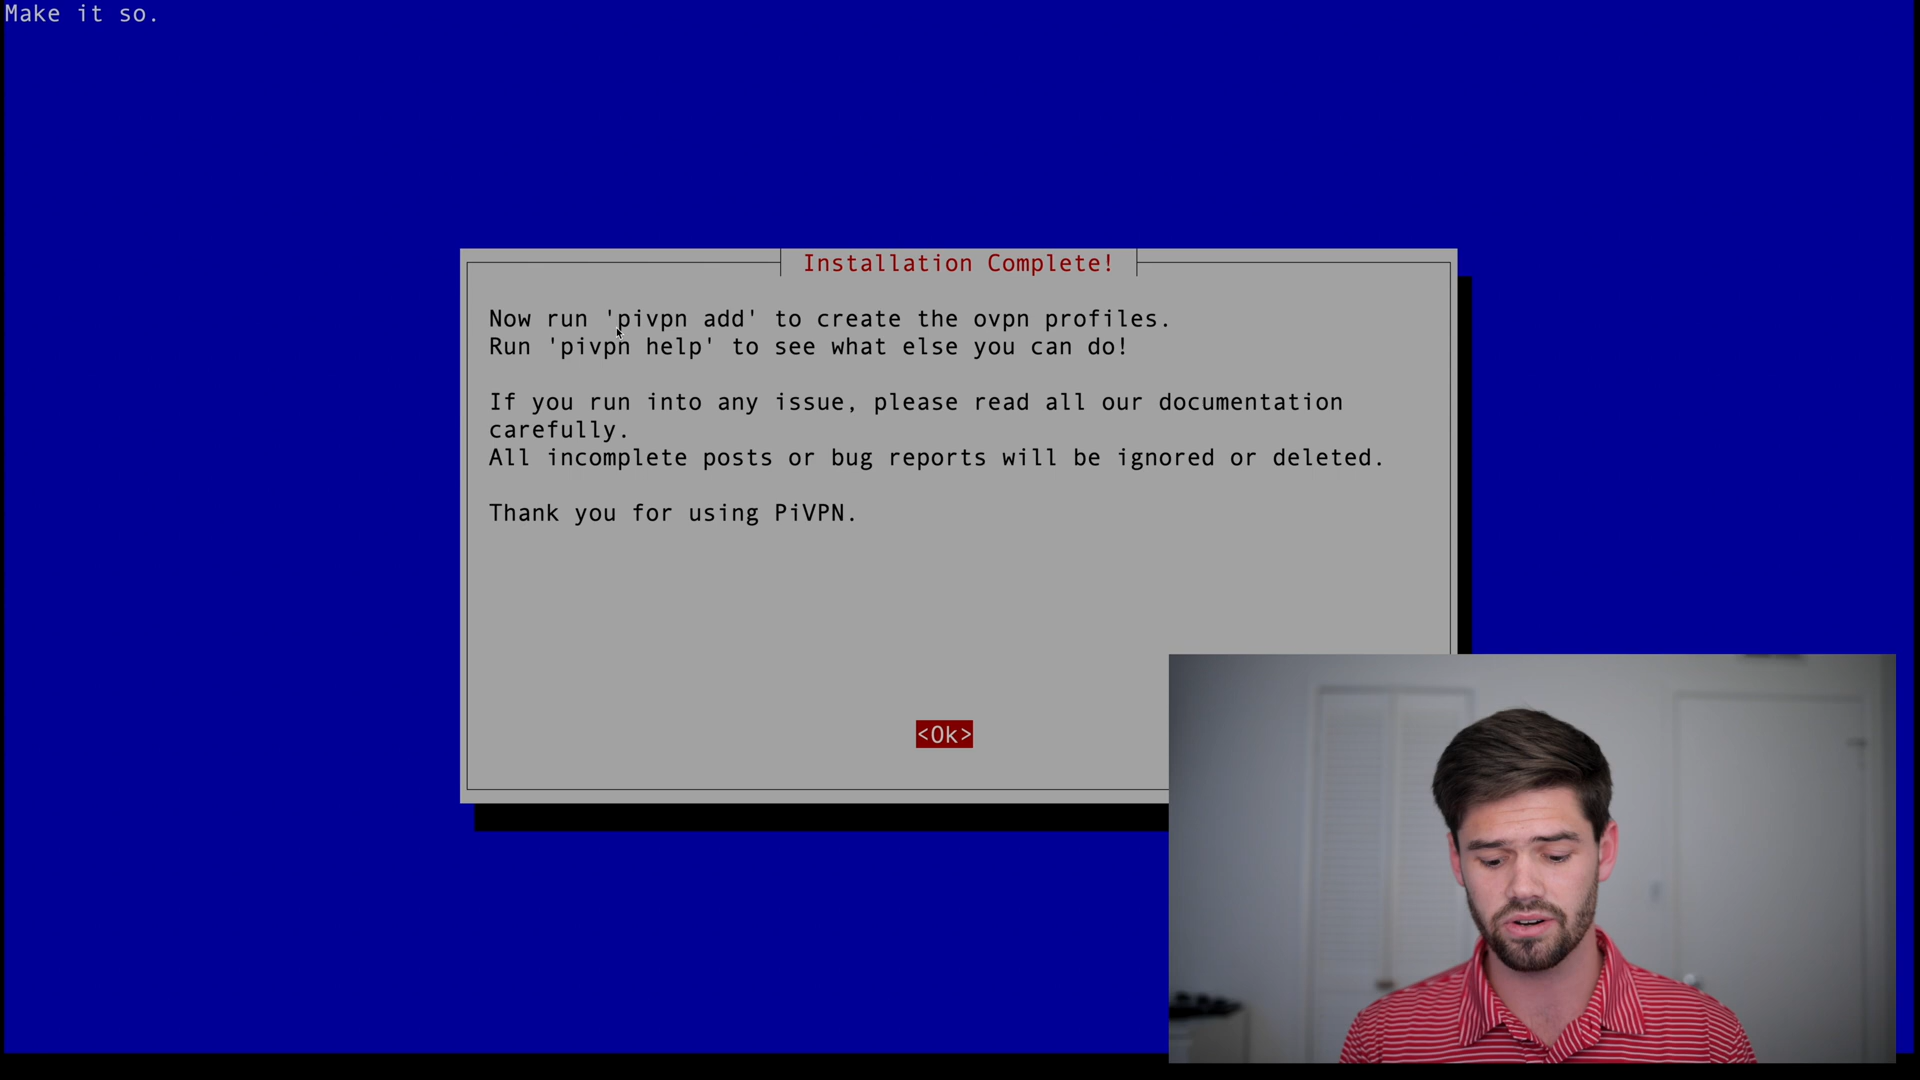 Make it so.
Installation Complete!
Now run 'pivpn add' to create the ovpn profiles.
Run 'pivpn help' to see what else you can do!
If you run into any issue, please read all our documentation
carefully.
All incomplete posts or bug reports will be ignored or deleted.
Thank you for using PiVPN.
<Ok>